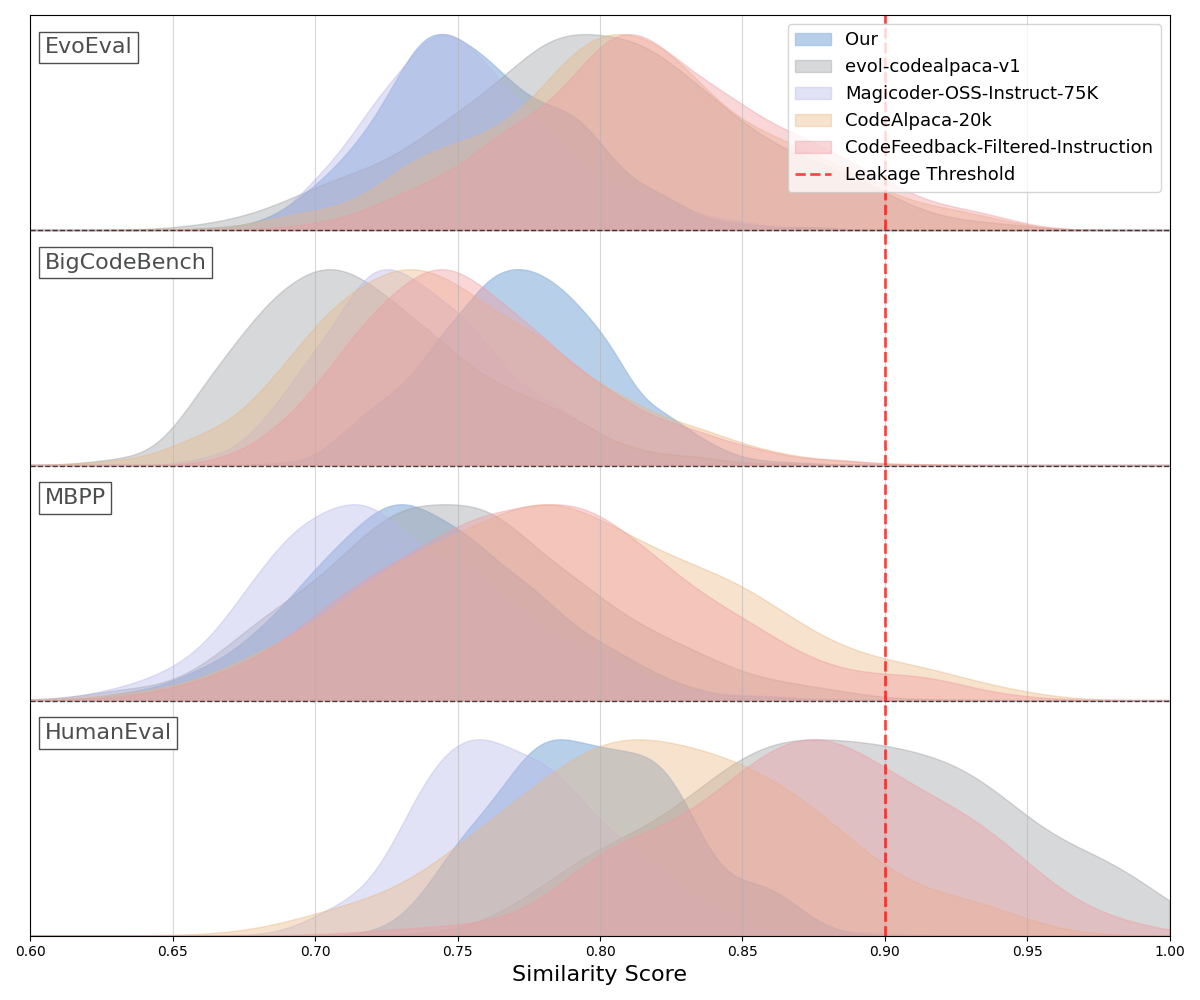 EvoEval
Our
evol-codealpaca-v1
Magicoder-OSS-Instruct-75K
CodeAlpaca-20k
CodeFeedback-Filtered-Instruction
Leakage Threshold
BigCodeBench
MBPP
HumanEval
0.60 0.65 0.70 0.75 0.80 0.85 0.90 0.95 1.00
Similarity Score